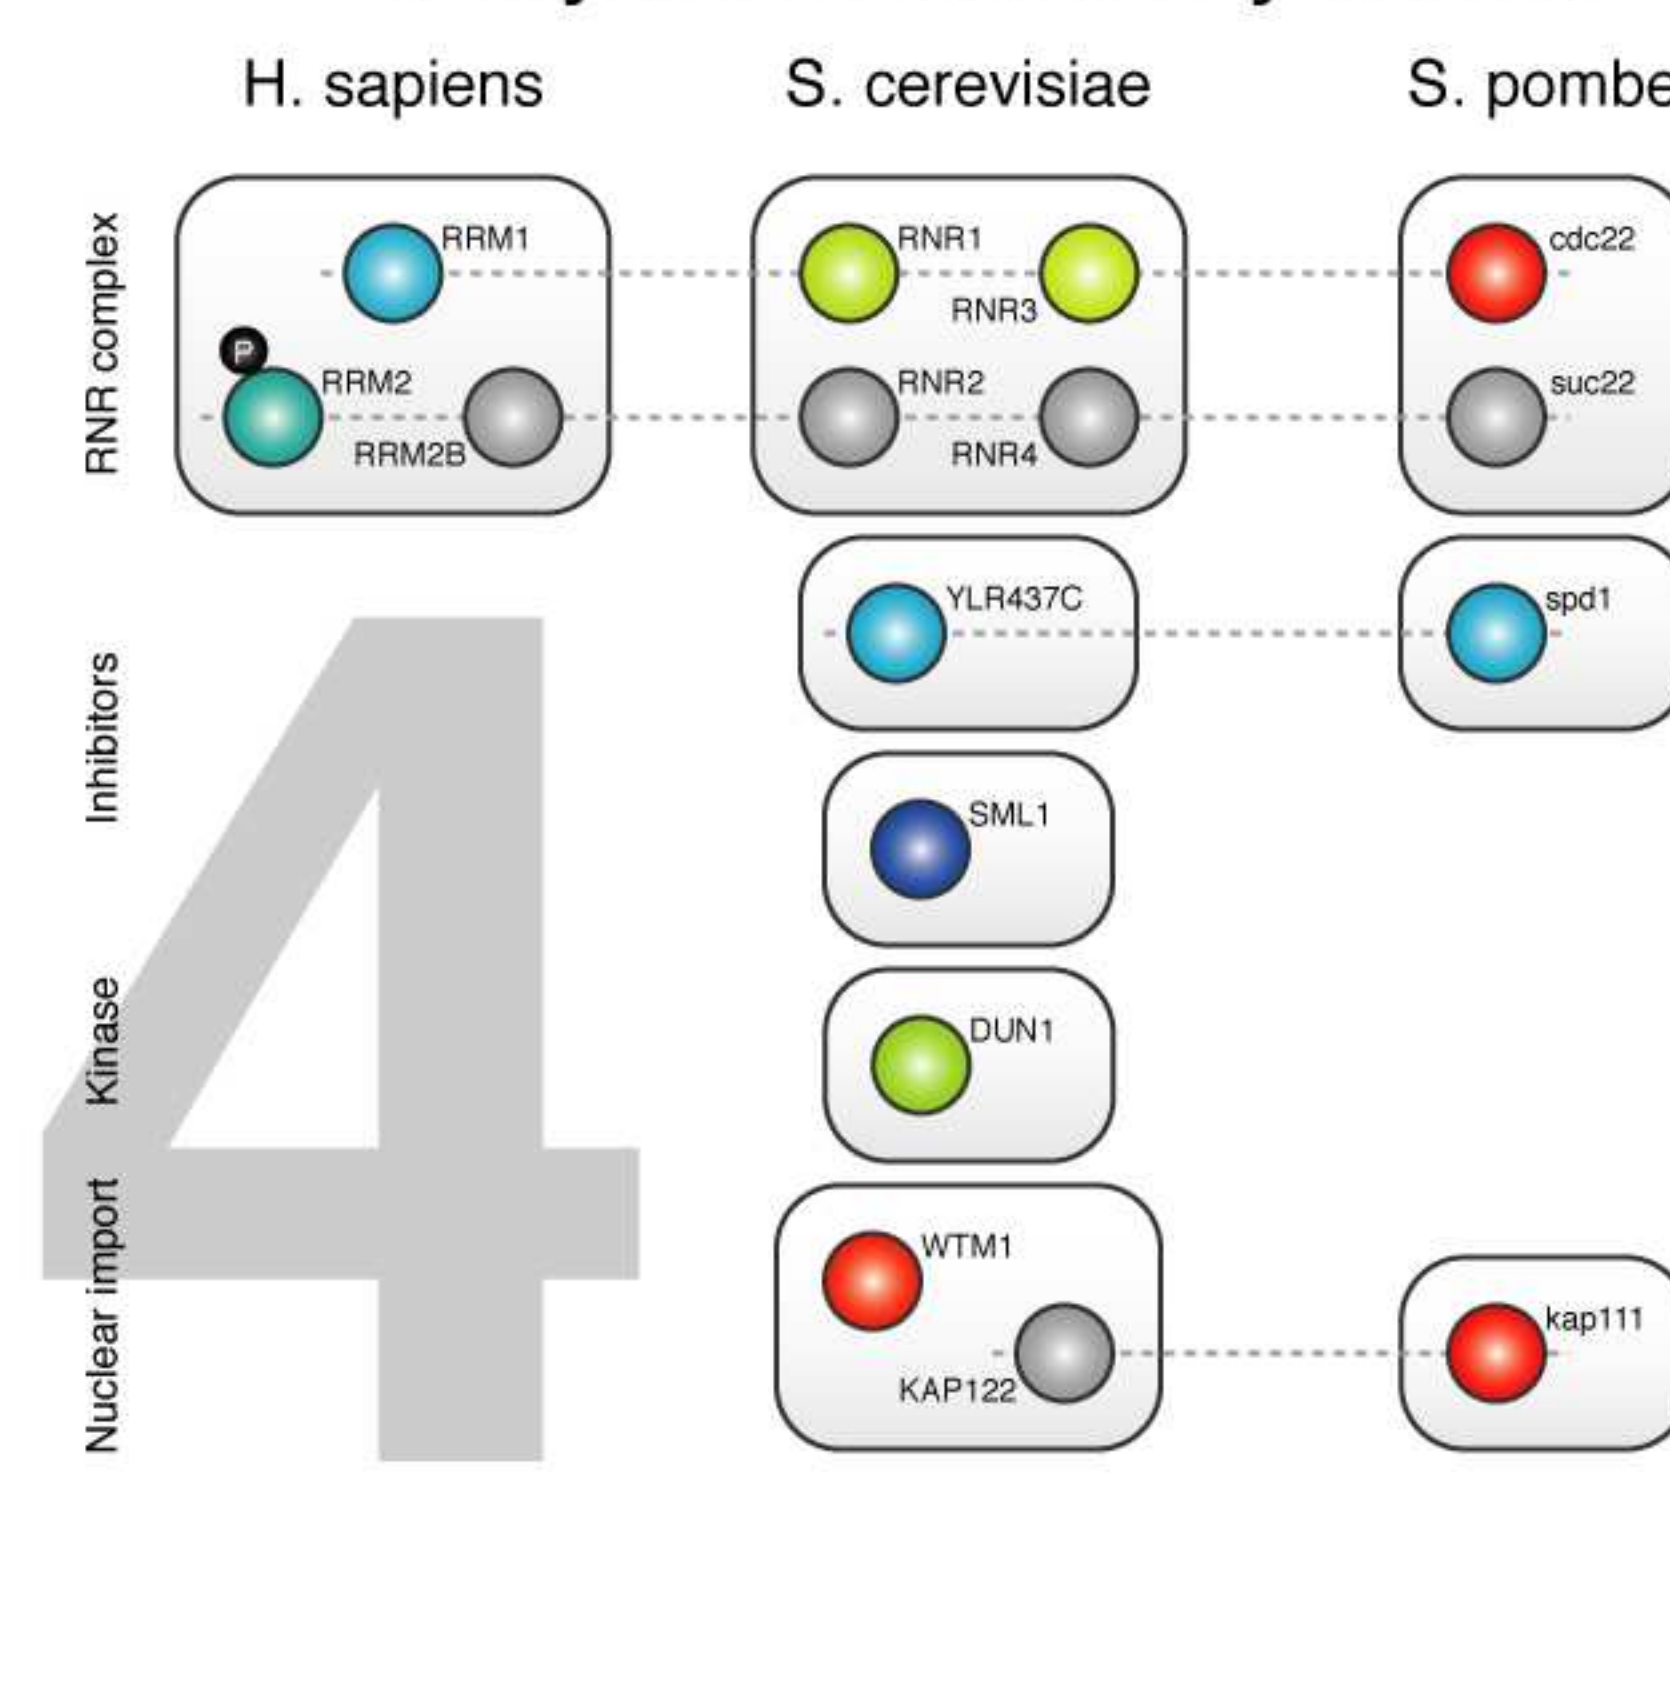 H. sapiens
S. cerevisiae
S. pombe
RNR complex
RRM1
RNR1
RNR3
cdc22
P
RRM2
RRM2B
RNR2
RNR4
suc22
Inhibitors
YLR437C
spd1
SML1
Kinase
DUN1
Nuclear import
WTM1
KAP122
kap111
4